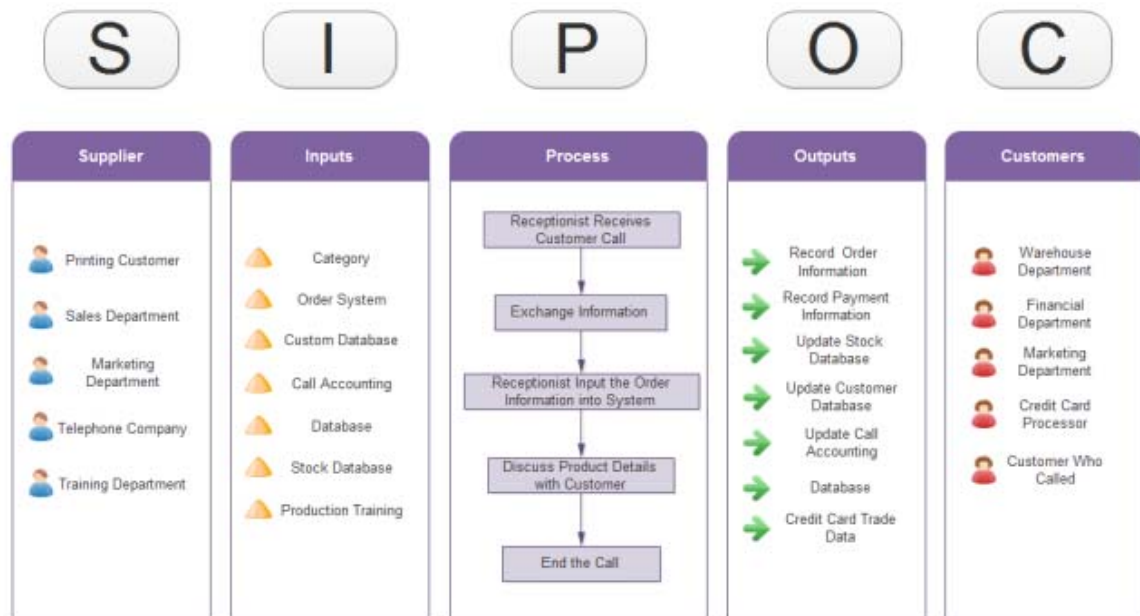 S
I
P
O
C
Supplier
Printing Customer
Sales Department
Marketing
Department
Telephone Company
Training Department
Inputs
Category
Order System
Custom Database
Call Accounting
Database
Stock Database
Production Training
Process
Receptionist Receives
Customer Call
Exchange Information
Receptionist Input the Order
Information into System
Discuss Product Details
with Customer
End the Call
Outputs
Record Order
Information
Record Payment
Information
Update Stock
Database
Update Customer
Database
Update Call
Accounting
Database
Credit Card Trade
Data
Customers
Warehouse
Department
Financial
Department
Marketing
Department
Credit Card
Processor
Customer Who
Called